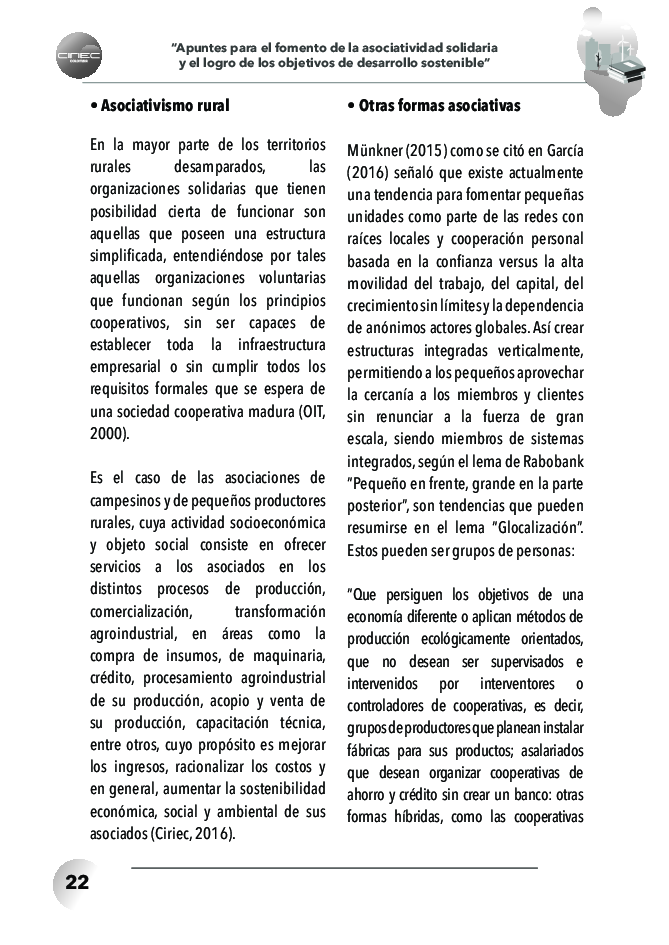 CIRIEC
COLOMBIA
“Apuntes para el fomento de la asociatividad solidaria
y el logro de los objetivos de desarrollo sostenible”
• Asociativismo rural
En la mayor parte de los territorios
rurales desamparados, las
organizaciones solidarias que tienen
posibilidad cierta de funcionar son
aquellas que poseen una estructura
simplificada, entendiéndose por tales
aquellas organizaciones voluntarias
que funcionan según los principios
cooperativos, sin ser capaces de
establecer toda la infraestructura
empresarial o sin cumplir todos los
requisitos formales que se espera de
una sociedad cooperativa madura (OIT,
2000).
Es el caso de las asociaciones de
campesinos y de pequeños productores
rurales, cuya actividad socioeconómica
y objeto social consiste en ofrecer
servicios a los asociados en los
distintos procesos de producción,
comercialización, transformación
agroindustrial, en áreas como la
compra de insumos, de maquinaria,
crédito, procesamiento agroindustrial
de su producción, acopio y venta de
su producción, capacitación técnica,
entre otros, cuyo propósito es mejorar
los ingresos, racionalizar los costos y
en general, aumentar la sostenibilidad
económica, social y ambiental de sus
asociados (Ciriec, 2016).
• Otras formas asociativas
Münkner (2015) como se citó en García
(2016) señaló que existe actualmente
una tendencia para fomentar pequeñas
unidades como parte de las redes con
raíces locales y cooperación personal
basada en la confianza versus la alta
movilidad del trabajo, del capital, del
crecimiento sin límites y la dependencia
de anónimos actores globales. Así crear
estructuras integradas verticalmente,
permitiendo a los pequeños aprovechar
la cercanía a los miembros y clientes
sin renunciar a la fuerza de gran
escala, siendo miembros de sistemas
integrados, según el lema de Rabobank
“Pequeño en frente, grande en la parte
posterior”, son tendencias que pueden
resumirse en el lema “Glocalización”.
Estos pueden ser grupos de personas:
“Que persiguen los objetivos de una
economía diferente o aplican métodos de
producción ecológicamente orientados,
que no desean ser supervisados e
intervenidos por interventores o
controladores de cooperativas, es decir,
grupos de productores que planean instalar
fábricas para sus productos; asalariados
que desean organizar cooperativas de
ahorro y crédito sin crear un banco: otras
formas híbridas, como las cooperativas
22